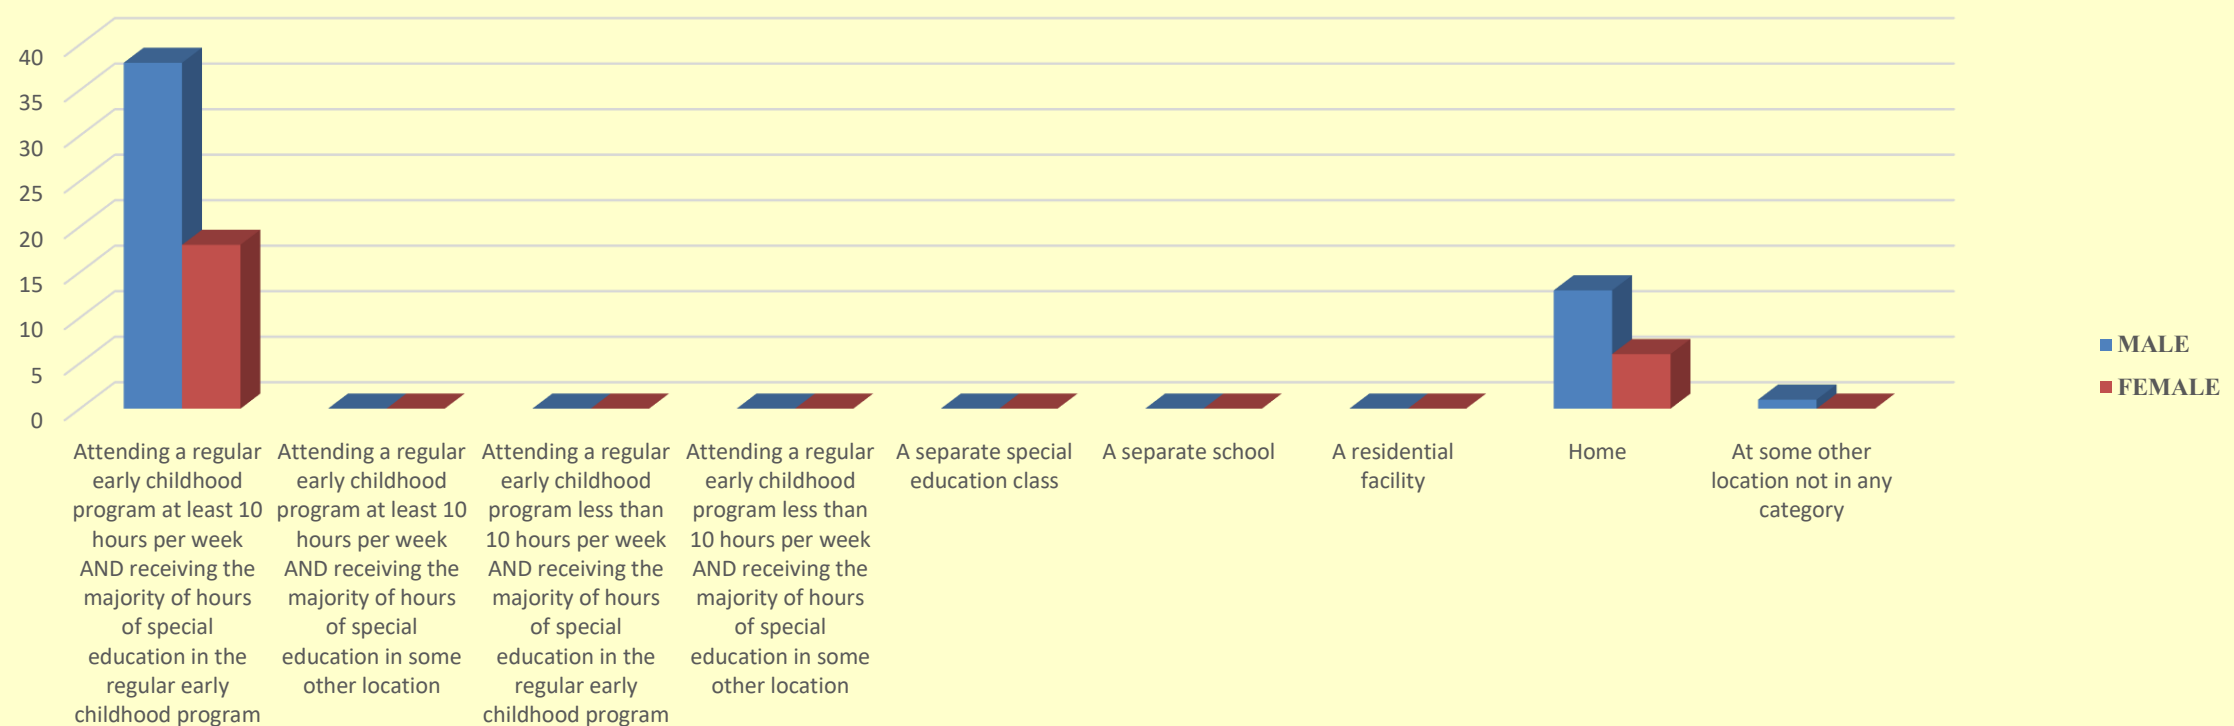 40
35
30
25
20
15
10
5
0
Attending a regular
early childhood
program at least 10
hours per week
AND receiving the
majority of hours
of special
education in the
regular early
childhood program
Attending a regular
early childhood
program at least 10
hours per week
AND receiving the
majority of hours
of special
education in some
other location
Attending a regular
early childhood
program less than
10 hours per week
AND receiving the
majority of hours
of special
education in the
regular early
childhood program
Attending a regular
early childhood
program less than
10 hours per week
AND receiving the
majority of hours
of special
education in some
other location
A separate special
education class
A separate school
A residential
facility
Home
At some other
location not in any
category
MALE
FEMALE